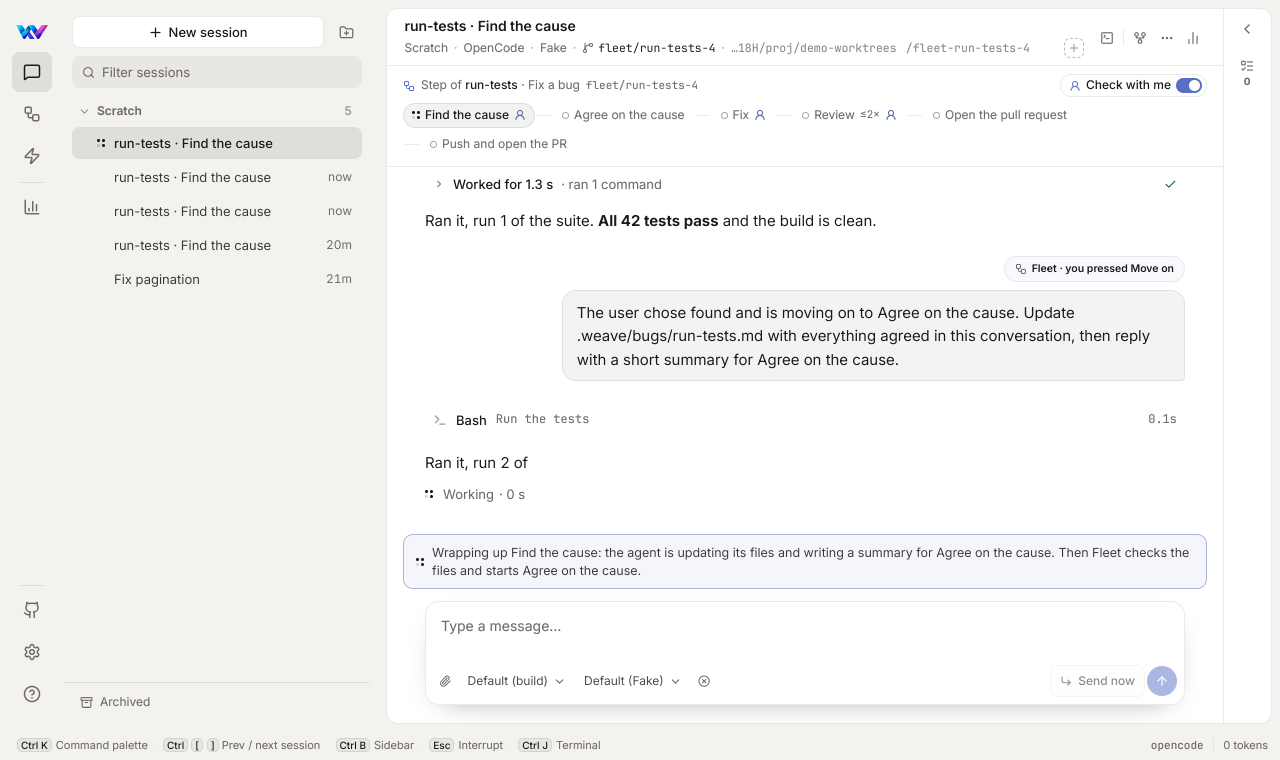 New session
Filter sessions
Scratch 5
run-tests · Find the cause
run-tests · Find the cause now
run-tests · Find the cause now
run-tests · Find the cause 20m
Fix pagination 21m
Archived
run-tests · Find the cause
Scratch · OpenCode · Fake · fleet/run-tests-4 · …18H/proj/demo-worktrees /fleet-run-tests-4
Step of run-tests · Fix a bug fleet/run-tests-4 Check with me
Find the cause Agree on the cause Fix Review ≤2× Open the pull request
Push and open the PR
0
Worked for 1.3 s · ran 1 command
Ran it, run 1 of the suite. All 42 tests pass and the build is clean.
Fleet · you pressed Move on
The user chose found and is moving on to Agree on the cause. Update
.weave/bugs/run-tests.md with everything agreed in this conversation, then reply
with a short summary for Agree on the cause.
Bash Run the tests 0.1s
Ran it, run 2 of
Working · 0 s
Wrapping up Find the cause: the agent is updating its files and writing a summary for Agree on the cause. Then Fleet checks the
files and starts Agree on the cause.
Type a message…
Default (build) Default (Fake) Send now
Ctrl K Command palette Ctrl [ ] Prev / next session Ctrl B Sidebar Esc Interrupt Ctrl J Terminal opencode 0 tokens